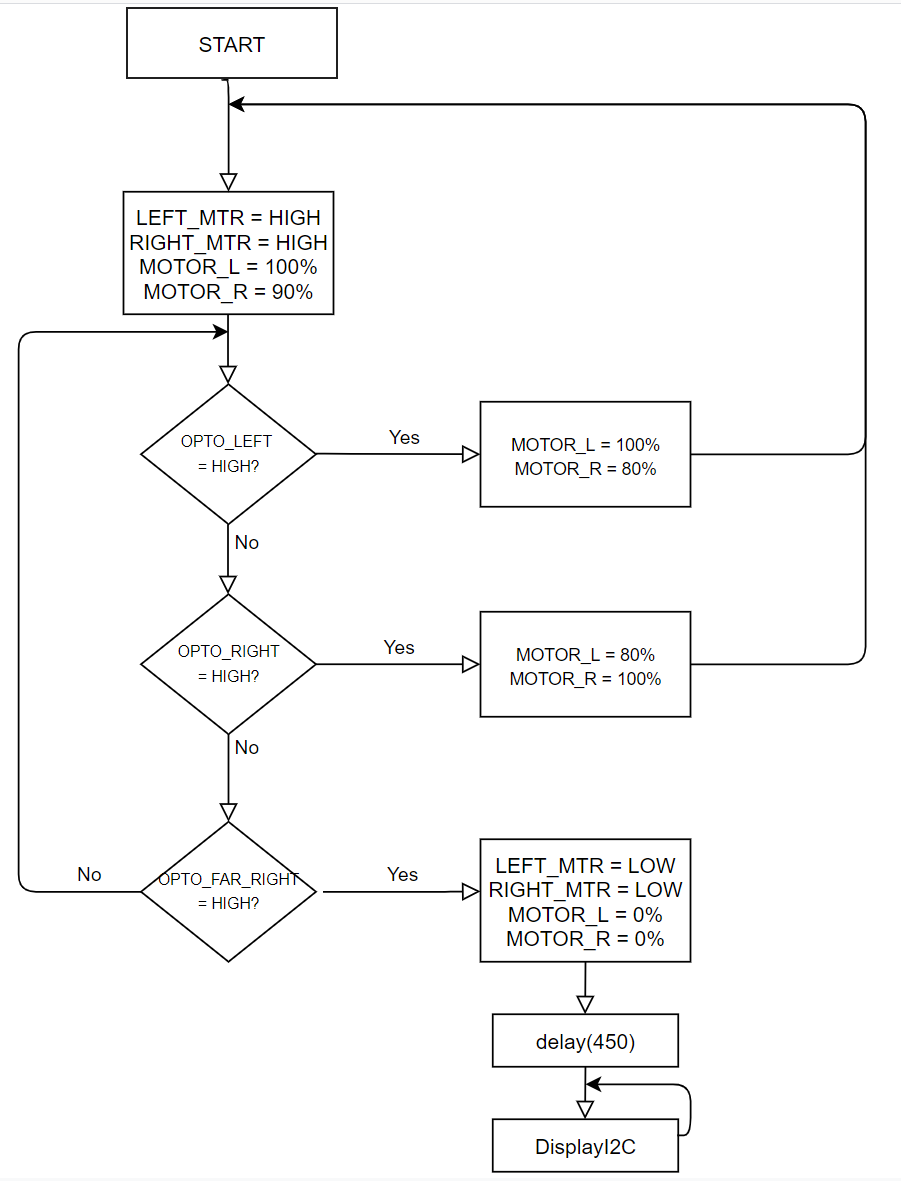 START
LEFT_MTR = HIGH
RIGHT_MTR = HIGH
MOTOR_L = 100%
MOTOR_R = 90%
OPTO_LEFT
= HIGH?
Yes
MOTOR_L = 100%
MOTOR_R = 80%
No
OPTO_RIGHT
= HIGH?
Yes
MOTOR_L = 80%
MOTOR_R = 100%
No
No
OPTO_FAR_RIGHT
= HIGH?
Yes
LEFT_MTR = LOW
RIGHT_MTR = LOW
MOTOR_L = 0%
MOTOR_R = 0%
delay(450)
DisplayI2C